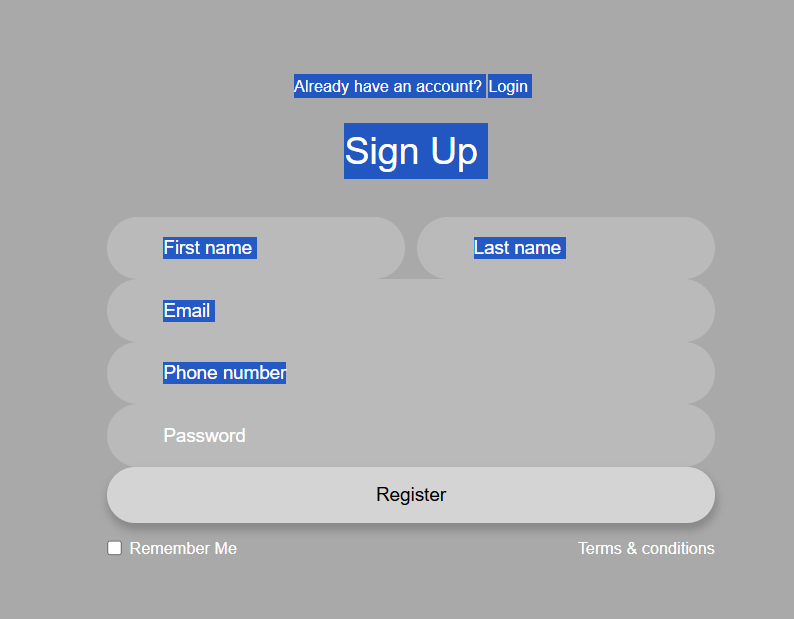 Already have an account? Login
Sign Up
First name Last name
Email
Phone number
Password
Register
Remember Me Terms & conditions